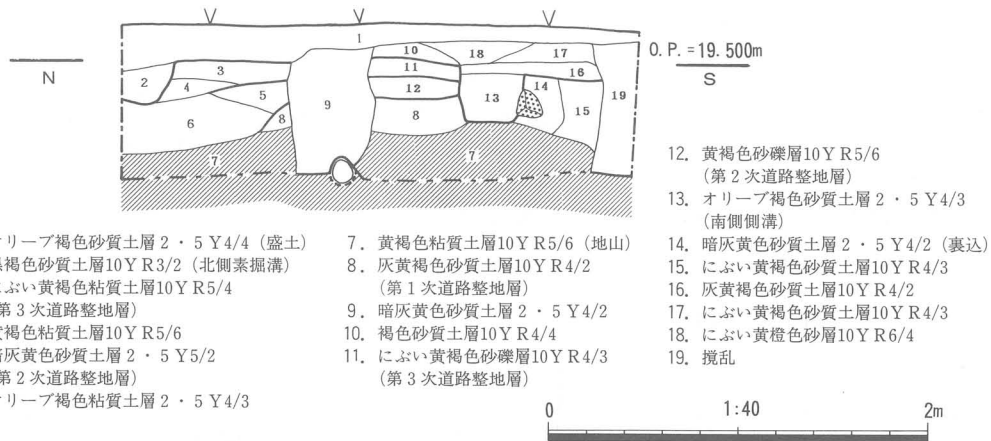 1
10
18
17
O.P.=19.500m
N
S
2
3
4
5
6
7
8
9
11
12
8
13
14
15
16
19
7
オリーブ褐色砂質土層2・5Y4/4(盛土)
黒褐色砂質土層10YR3/2(北側素掘溝)
にぶい黄褐色粘質土層10YR5/4
第3次道路整地層)
黄褐色粘質土層10YR5/6
暗灰黄色砂質土層2・5Y5/2
第2次道路整地層)
オリーブ褐色粘質土層2・5Y4/3
7. 黄褐色粘質土層10YR5/6(地山)
8. 灰黄褐色砂質土層10YR4/2
(第1次道路整地層)
9. 暗灰黄色砂質土層2・5Y4/2
10. 褐色砂質土層10YR4/4
11. にぶい黄褐色砂礫層10YR4/3
(第3次道路整地層)
12. 黄褐色砂礫層10YR5/6
(第2次道路整地層)
13. オリーブ褐色砂質土層2・5Y4/3
(南側側溝)
14. 暗灰黄色砂質土層2・5Y4/2(裏込)
15. にぶい黄褐色砂質土層10YR4/3
16. 灰黄褐色砂質土層10YR4/2
17. にぶい黄褐色砂質土層10YR4/3
18. にぶい黄橙色砂層10YR6/4
19. 撹乱
0 1:40 2m